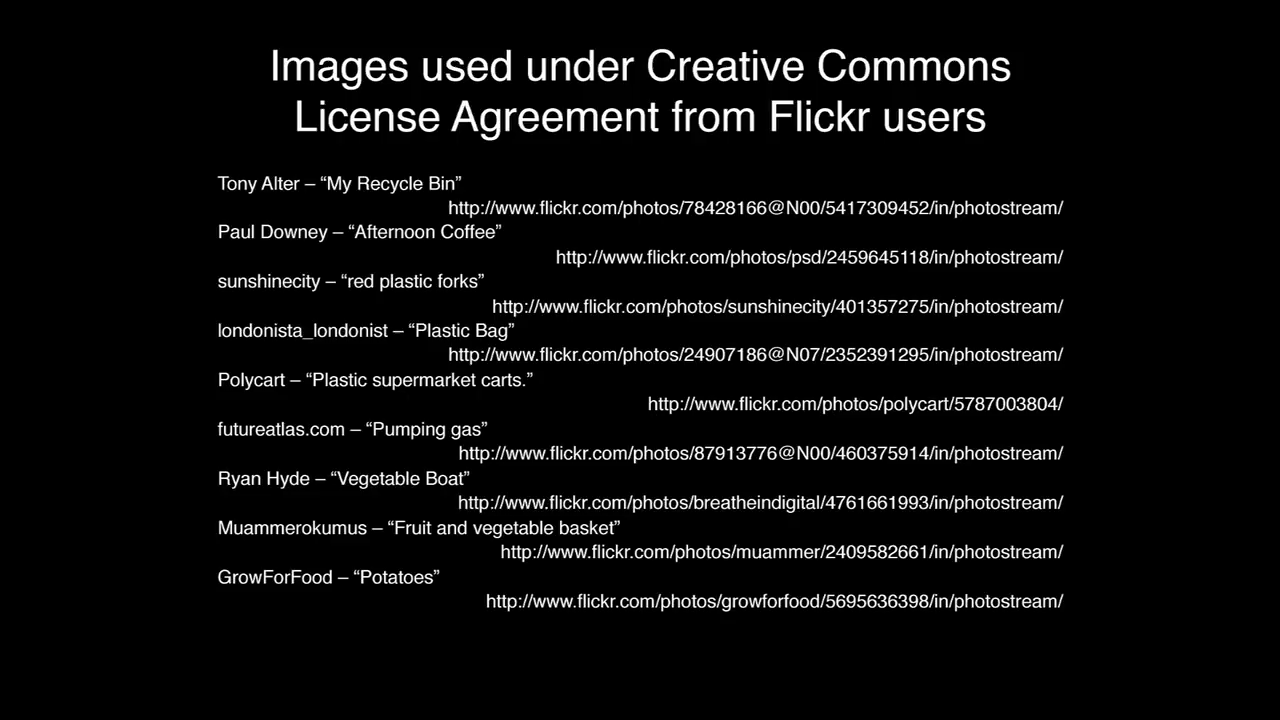 Images used under Creative Commons
License Agreement from Flickr users
Tony Alter – “My Recycle Bin”
http://www.flickr.com/photos/78428166@N00/5417309452/in/photostream/
Paul Downey – “Afternoon Coffee”
http://www.flickr.com/photos/psd/2459645118/in/photostream/
sunshinecity – “red plastic forks”
http://www.flickr.com/photos/sunshinecity/401357275/in/photostream/
londonista_londonist – “Plastic Bag”
http://www.flickr.com/photos/24907186@N07/2352391295/in/photostream/
Polycart – “Plastic supermarket carts.”
http://www.flickr.com/photos/polycart/5787003804/
futureatlas.com – “Pumping gas”
http://www.flickr.com/photos/87913776@N00/460375914/in/photostream/
Ryan Hyde – “Vegetable Boat”
http://www.flickr.com/photos/breatheindigital/4761661993/in/photostream/
Muammerokumus – “Fruit and vegetable basket”
http://www.flickr.com/photos/muammer/2409582661/in/photostream/
GrowForFood – “Potatoes”
http://www.flickr.com/photos/growforfood/5695636398/in/photostream/